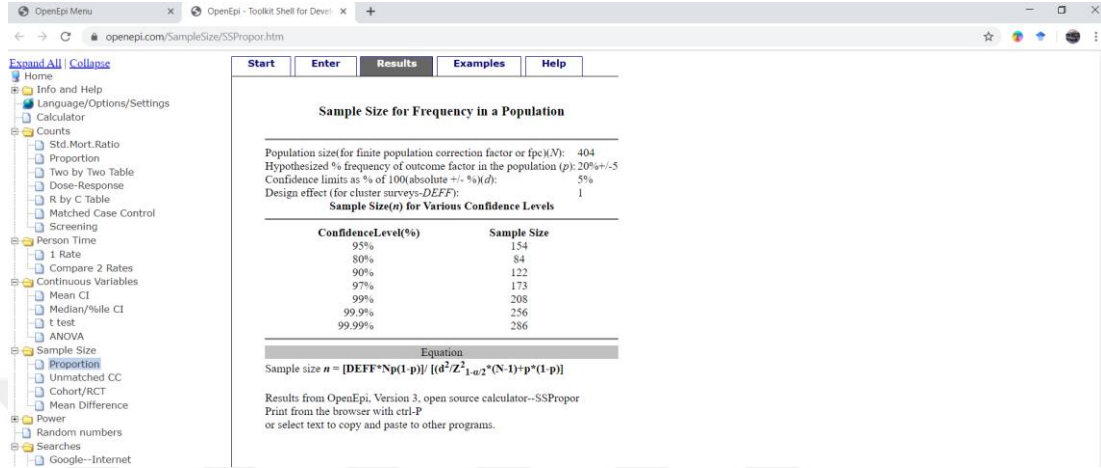 OpenEpi Menu
OpenEpi - Toolkit Shell for Devel
openepi.com/SampleSize/SSPropor.htm
Expand All | Collapse
Home
Info and Help
Language/Options/Settings
Calculator
Counts
Std.Mort.Ratio
Proportion
Two by Two Table
Dose-Response
R by C Table
Matched Case Control
Screening
Person Time
1 Rate
Compare 2 Rates
Continuous Variables
Mean CI
Median/%ile CI
t test
ANOVA
Sample Size
Proportion
Unmatched CC
Cohort/RCT
Mean Difference
Power
Random numbers
Searches
Google--Internet
Start Enter Results Examples Help
Sample Size for Frequency in a Population
Population size(for finite population correction factor or fpc)(N): 404
Hypothesized % frequency of outcome factor in the population (p): 20%+/-5
Confidence limits as % of 100(absolute +/- %)(d): 5%
Design effect (for cluster surveys-DEFF): 1
Sample Size(n) for Various Confidence Levels
ConfidenceLevel(%) Sample Size
95% 154
80% 84
90% 122
97% 173
99% 208
99.9% 256
99.99% 286
Equation
Sample size n = [DEFF*Np(1-p)]/ [(d²/Z²₁₋α/₂*(N-1)+p*(1-p)]
Results from OpenEpi, Version 3, open source calculator--SSPropor
Print from the browser with ctrl-P
or select text to copy and paste to other programs.